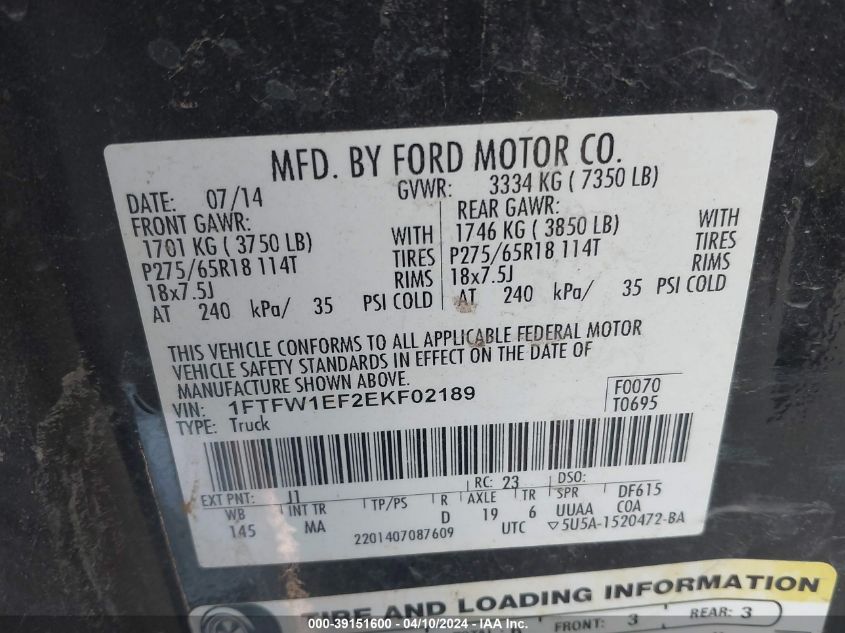 MFD. BY FORD MOTOR CO.
DATE: 07/14 GVWR: 3334 KG ( 7350 LB)
FRONT GAWR: REAR GAWR:
1701 KG ( 3750 LB) WITH 1746 KG ( 3850 LB) WITH
P275/65R18 114T TIRES P275/65R18 114T TIRES
18x7.5J RIMS 18x7.5J RIMS
AT 240 kPa/ 35 PSI COLD AT 240 kPa/ 35 PSI COLD
THIS VEHICLE CONFORMS TO ALL APPLICABLE FEDERAL MOTOR
VEHICLE SAFETY STANDARDS IN EFFECT ON THE DATE OF
MANUFACTURE SHOWN ABOVE.
VIN: 1FTFW1EF2EKF02189 F0070
TYPE: Truck T0695
EXT PNT: J1 RC: 23 DSO:
WB INT TR TP/PS R AXLE TR SPR DF615
145 MA D 19 6 UUAA COA
2201407087609 UTC ▽5U5A-1520472-BA
TIRE AND LOADING INFORMATION
FRONT: 3 REAR: 3
000-39151600 - 04/10/2024 - IAA Inc.